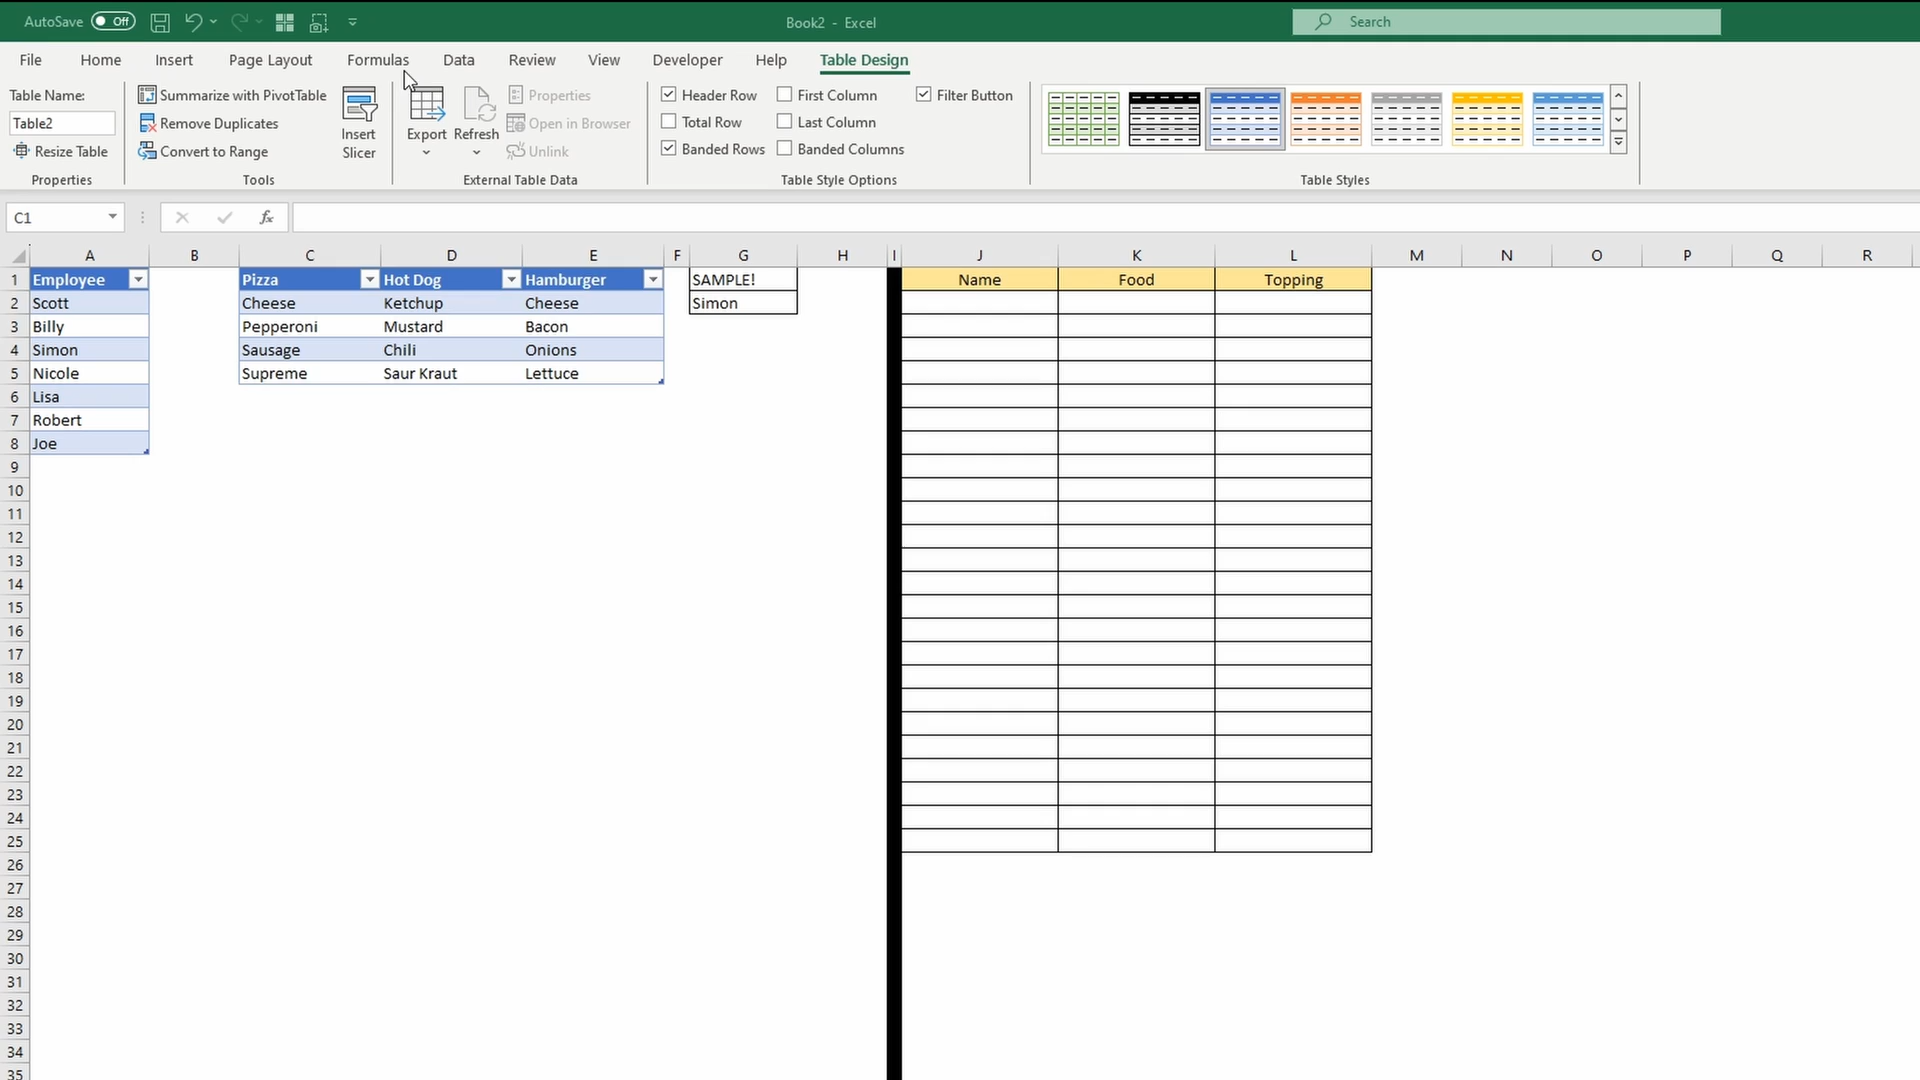 AutoSave Off Book2 - Excel Search
File Home Insert Page Layout Formulas Data Review View Developer Help Table Design
Table Name:
Table2
Resize Table
Properties
Summarize with PivotTable
Remove Duplicates
Convert to Range
Insert Slicer
Tools
Export
Refresh
Properties
Open in Browser
Unlink
External Table Data
Header Row First Column Filter Button
Total Row Last Column
Banded Rows Banded Columns
Table Style Options
Table Styles
C1 fx
A B C D E F G H I J K L M N O P Q R
1 Employee Pizza Hot Dog Hamburger SAMPLE! Name Food Topping
2 Scott Cheese Ketchup Cheese Simon
3 Billy Pepperoni Mustard Bacon
4 Simon Sausage Chili Onions
5 Nicole Supreme Saur Kraut Lettuce
6 Lisa
7 Robert
8 Joe
9
10
11
12
13
14
15
16
17
18
19
20
21
22
23
24
25
26
27
28
29
30
31
32
33
34
35